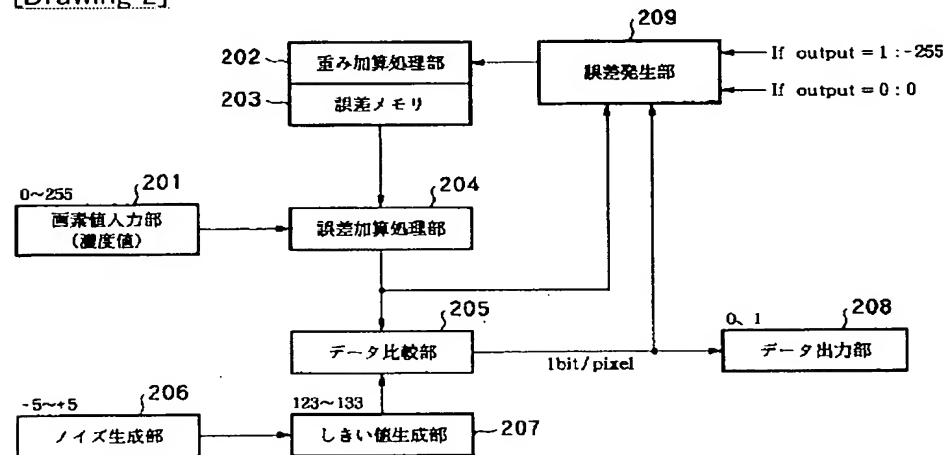 [Drawing 2]
209
202
重み加算処理部
誤差発生部
If output = 1 : -255
203
誤差メモリ
If output = 0 : 0
0~255
201
204
画素値入力部
(濃度値)
誤差加算処理部
205
0、1
208
データ比較部
データ出力部
1bit/pixel
-5~+5
206
123~133
ノイズ生成部
しきい値生成部
207